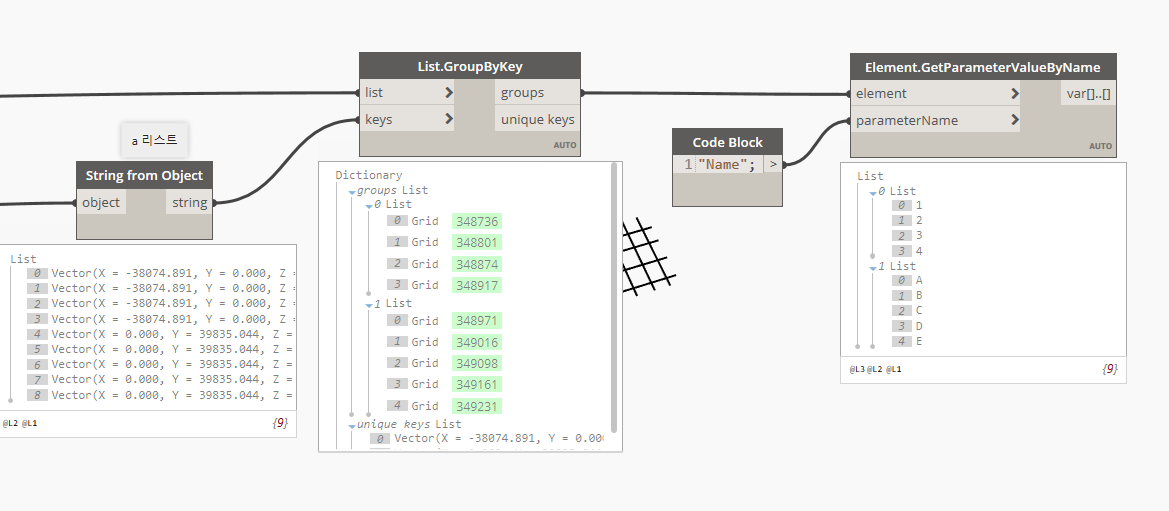 a 리스트
String from Object
object
string
List
0 Vector(X = -38074.891, Y = 0.000, Z =
1 Vector(X = -38074.891, Y = 0.000, Z =
2 Vector(X = -38074.891, Y = 0.000, Z =
3 Vector(X = -38074.891, Y = 0.000, Z =
4 Vector(X = 0.000, Y = 39835.044, Z =
5 Vector(X = 0.000, Y = 39835.044, Z =
6 Vector(X = 0.000, Y = 39835.044, Z =
7 Vector(X = 0.000, Y = 39835.044, Z =
8 Vector(X = 0.000, Y = 39835.044, Z =
@L2 @L1
{9}
List.GroupByKey
list > groups
keys > unique keys
AUTO
Dictionary
groups List
0 List
0 Grid 348736
1 Grid 348801
2 Grid 348874
3 Grid 348917
1 List
0 Grid 348971
1 Grid 349016
2 Grid 349098
3 Grid 349161
4 Grid 349231
unique keys List
0 Vector(X = -38074.891, Y = 0.00
Code Block
1 "Name"; >
Element.GetParameterValueByName
element > var[]..[]
parameterName >
AUTO
List
0 List
0 1
1 2
2 3
3 4
1 List
0 A
1 B
2 C
3 D
4 E
@L3 @L2 @L1
{9}